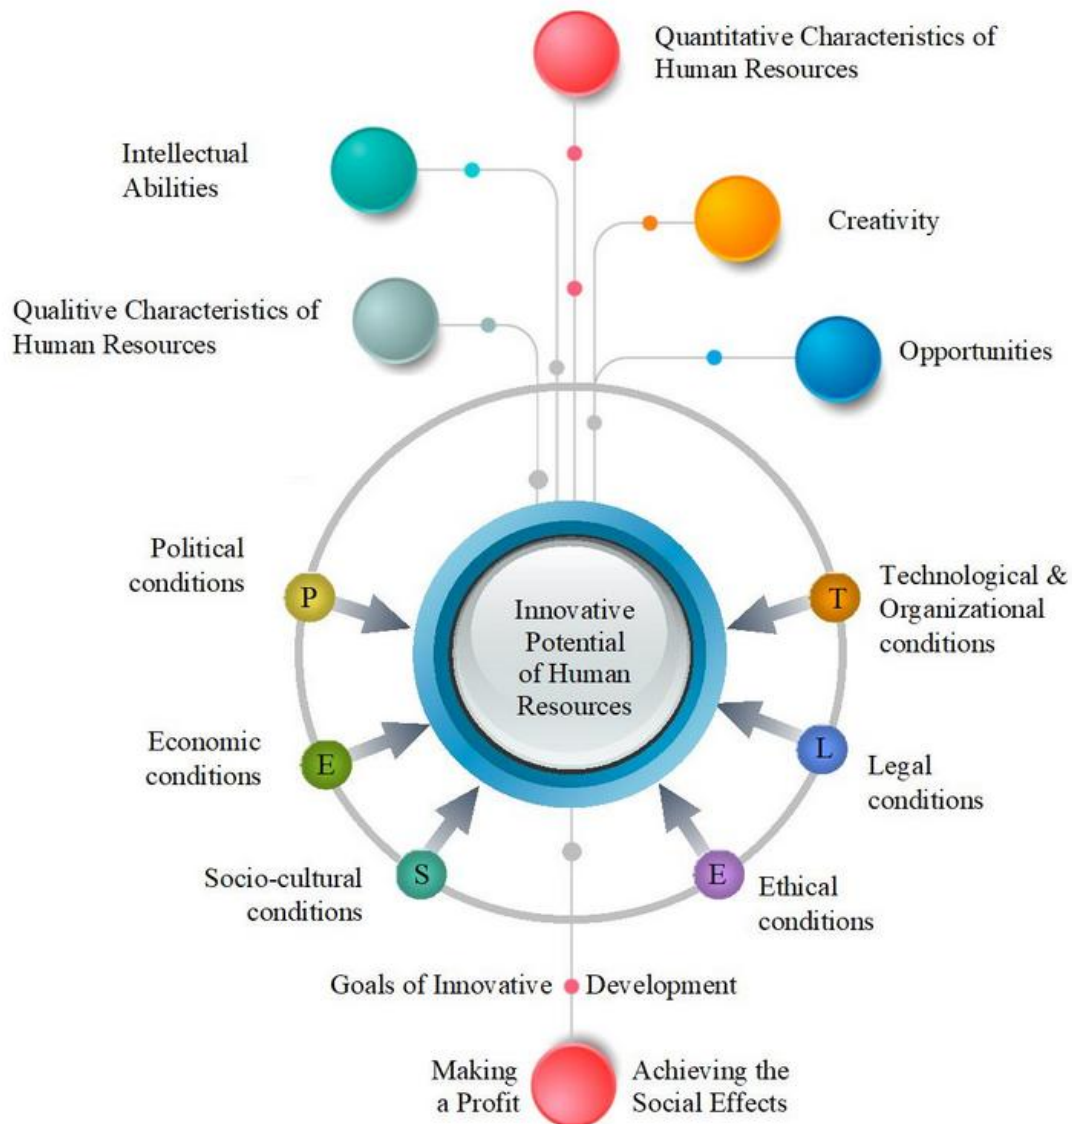 Quantitative Characteristics of
Human Resources
Intellectual
Abilities
Creativity
Qualitive Characteristics of
Human Resources
Opportunities
Political
conditions
P
Innovative
Potential
of Human
Resources
T
Technological &
Organizational
conditions
Economic
conditions
E
L
Legal
conditions
Socio-cultural
conditions
S
E
Ethical
conditions
Goals of Innovative Development
Making
a Profit
Achieving the
Social Effects